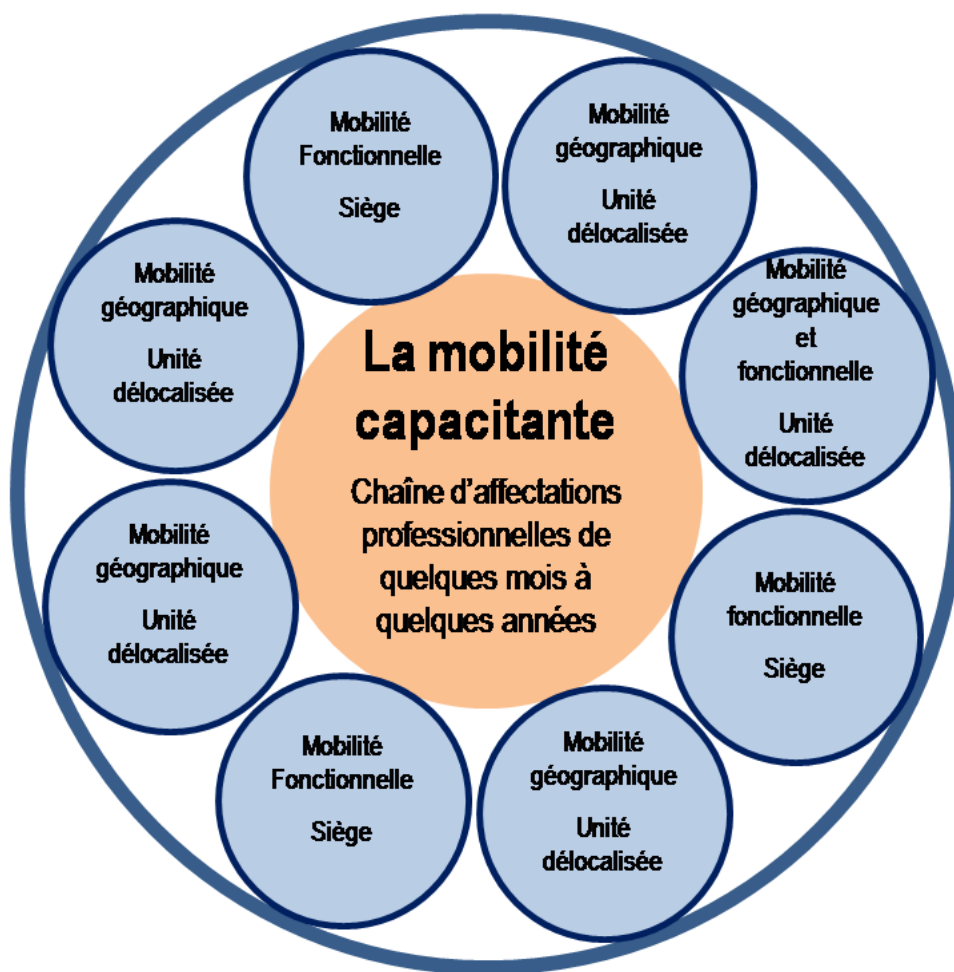 Mobilité
Fonctionnelle
Siège
Mobilité
géographique
Unité
délocalisée
Mobilité
géographique
et
fonctionnelle
Unité
délocalisée
Mobilité
fonctionnelle
Siège
Mobilité
géographique
Unité
délocalisée
Mobilité
Fonctionnelle
Siège
Mobilité
géographique
Unité
délocalisée
Mobilité
géographique
Unité
délocalisée
La mobilité
capacitante
Chaîne d’affectations
professionnelles de
quelques mois à
quelques années